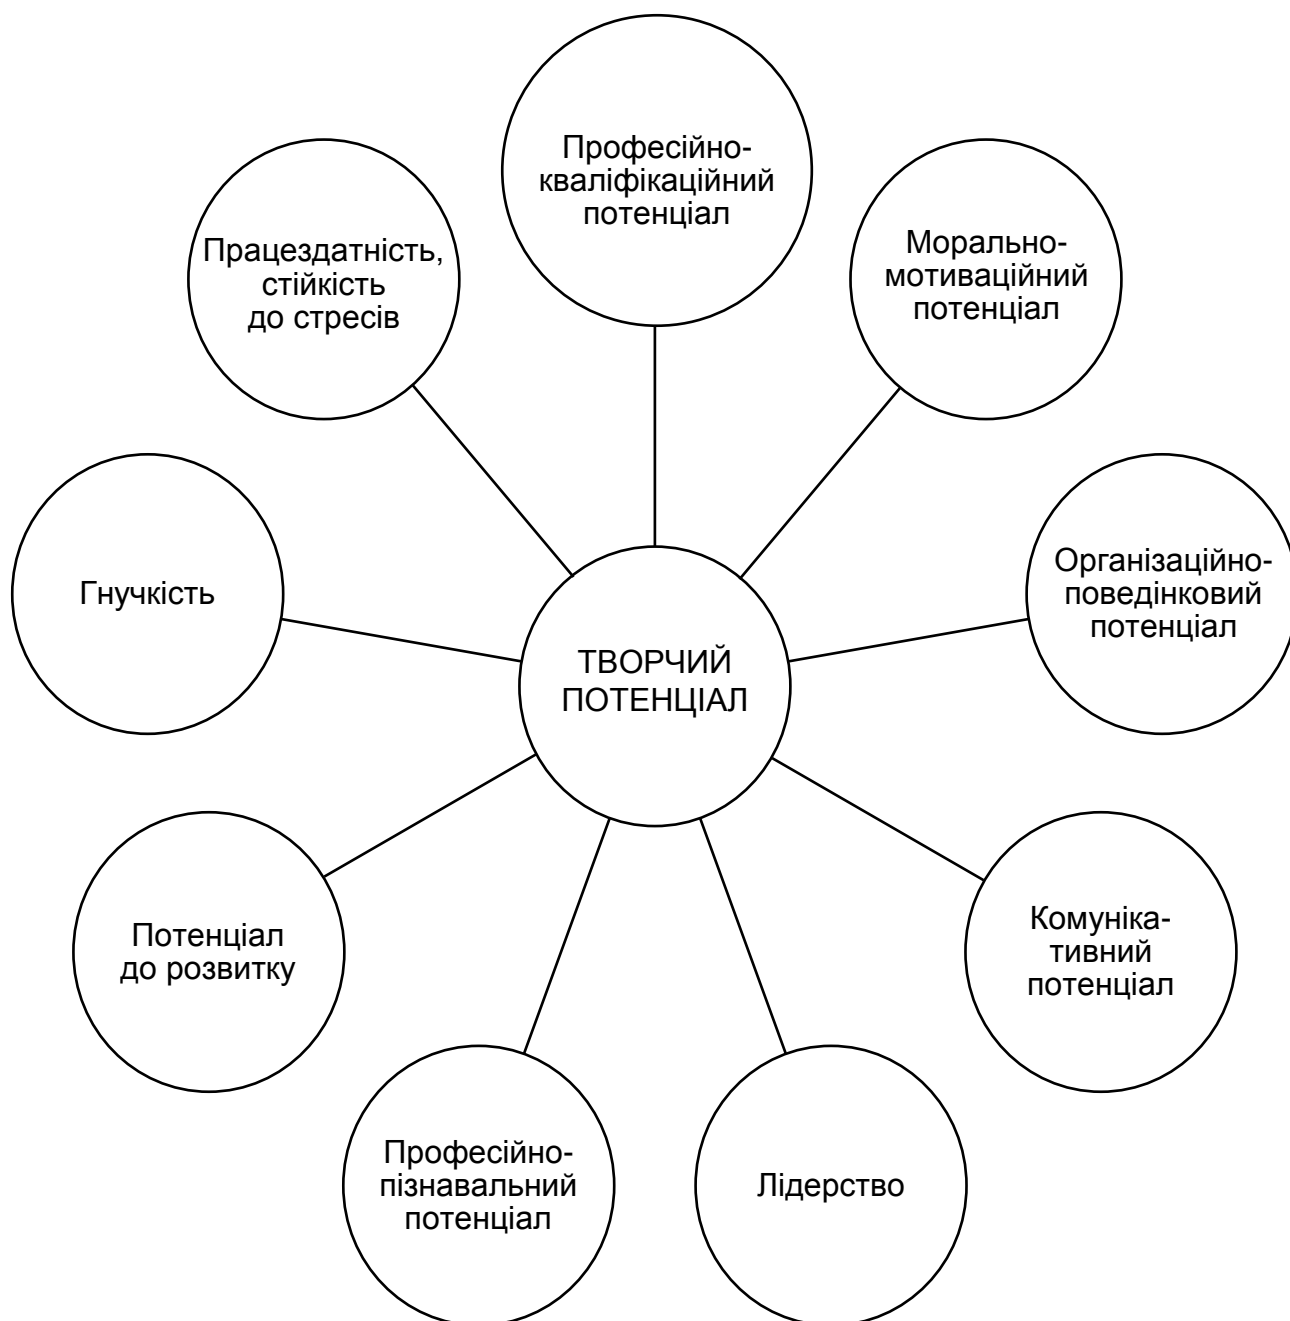 Професійно-
кваліфікаційний
потенціал
Морально-
мотиваційний
потенціал
Працездатність,
стійкість
до стресів
Організаційно-
поведінковий
потенціал
Гнучкість
ТВОРЧИЙ
ПОТЕНЦІАЛ
Комуніка-
тивний
потенціал
Потенціал
до розвитку
Професійно-
пізнавальний
потенціал
Лідерство